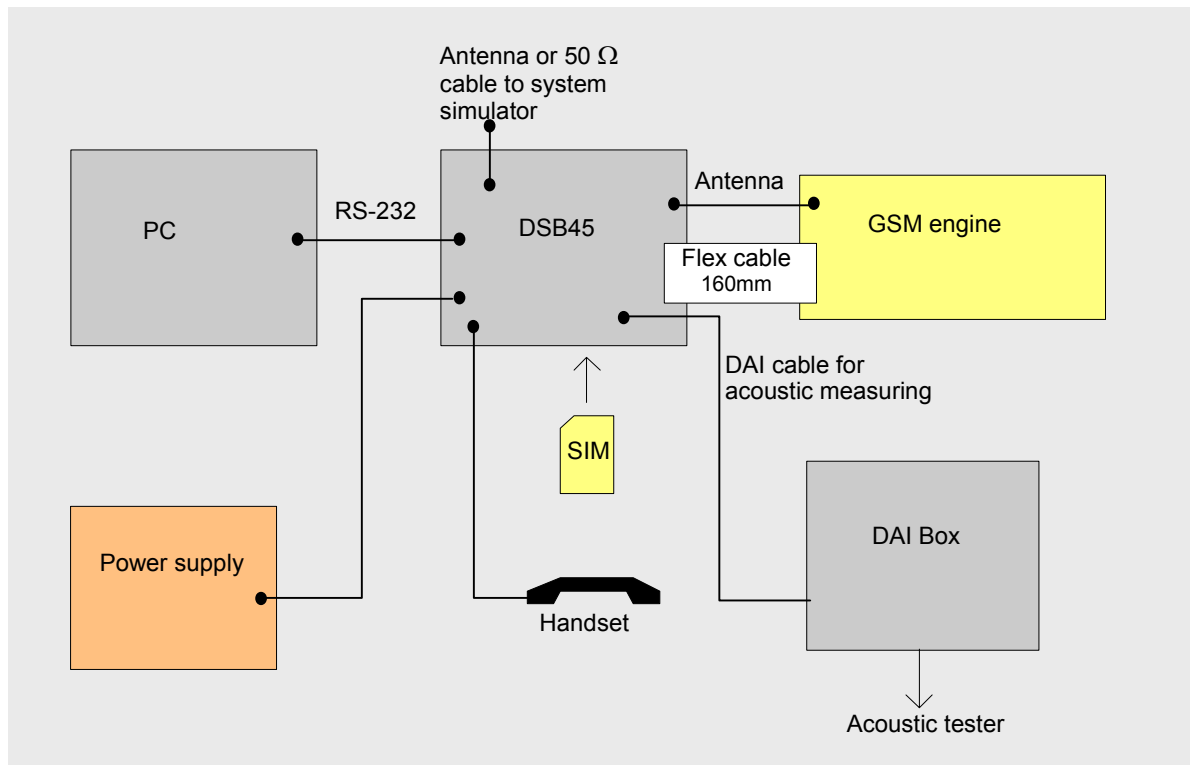 Antenna or 50 Ω
cable to system
simulator
PC
RS-232
DSB45
Antenna
GSM engine
Flex cable
160mm
DAI cable for
acoustic measuring
SIM
Power supply
DAI Box
Handset
Acoustic tester